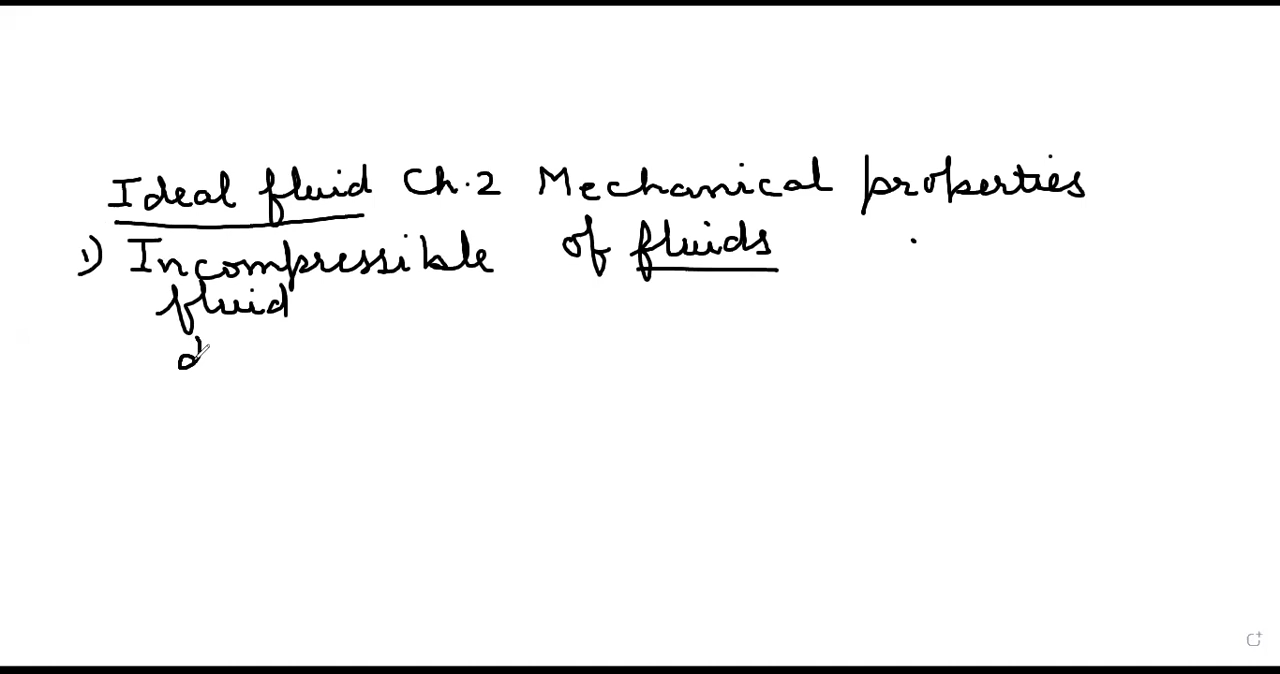 Ideal fluid Ch.2 Mechanical properties
of fluids
1) Incompressible
fluid
d